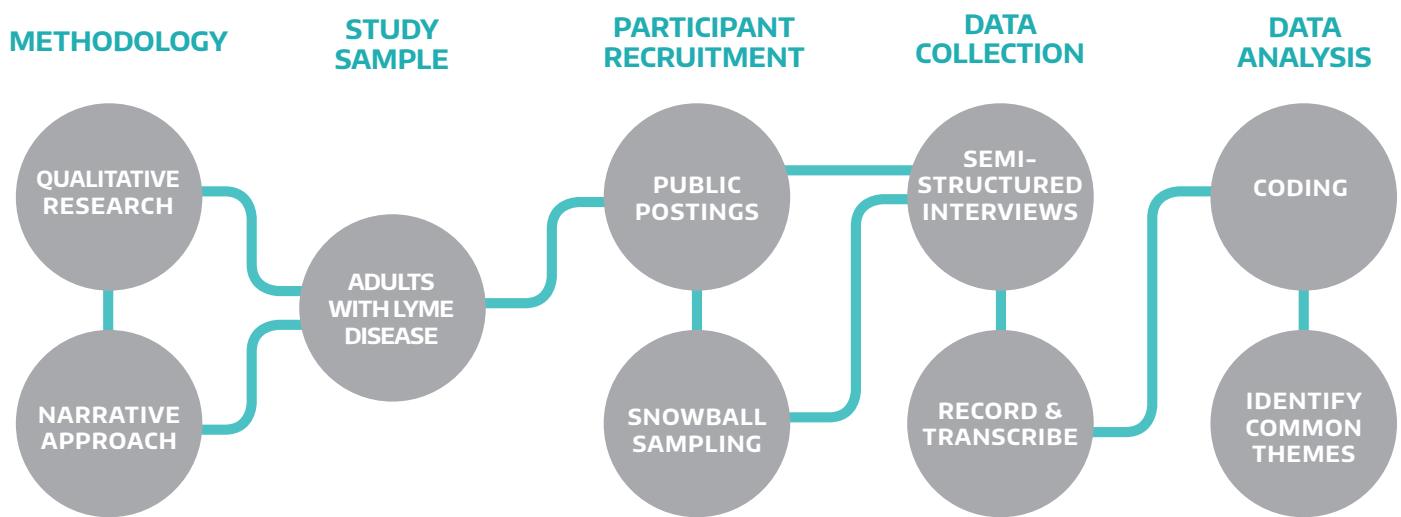 METHODOLOGY
STUDY
SAMPLE
PARTICIPANT
RECRUITMENT
DATA
COLLECTION
DATA
ANALYSIS
QUALITATIVE
RESEARCH
NARRATIVE
APPROACH
ADULTS
WITH LYME
DISEASE
PUBLIC
POSTINGS
SNOWBALL
SAMPLING
SEMI-
STRUCTURED
INTERVIEWS
RECORD &
TRANSCRIBE
CODING
IDENTIFY
COMMON
THEMES